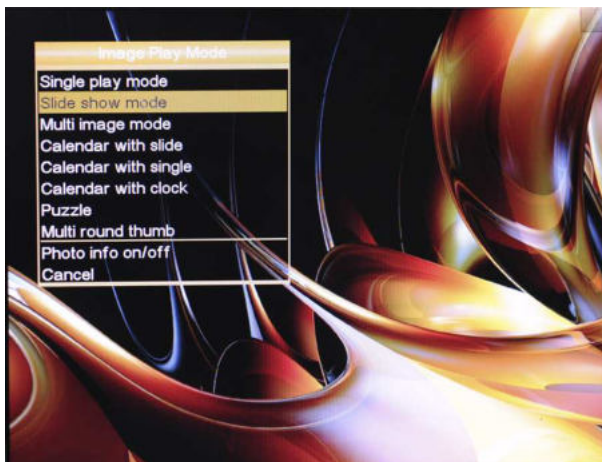 Image Play Mode
Single play mode
Slide show mode
Multi image mode
Calendar with slide
Calendar with single
Calendar with clock
Puzzle
Multi round thumb
Photo info on/off
Cancel